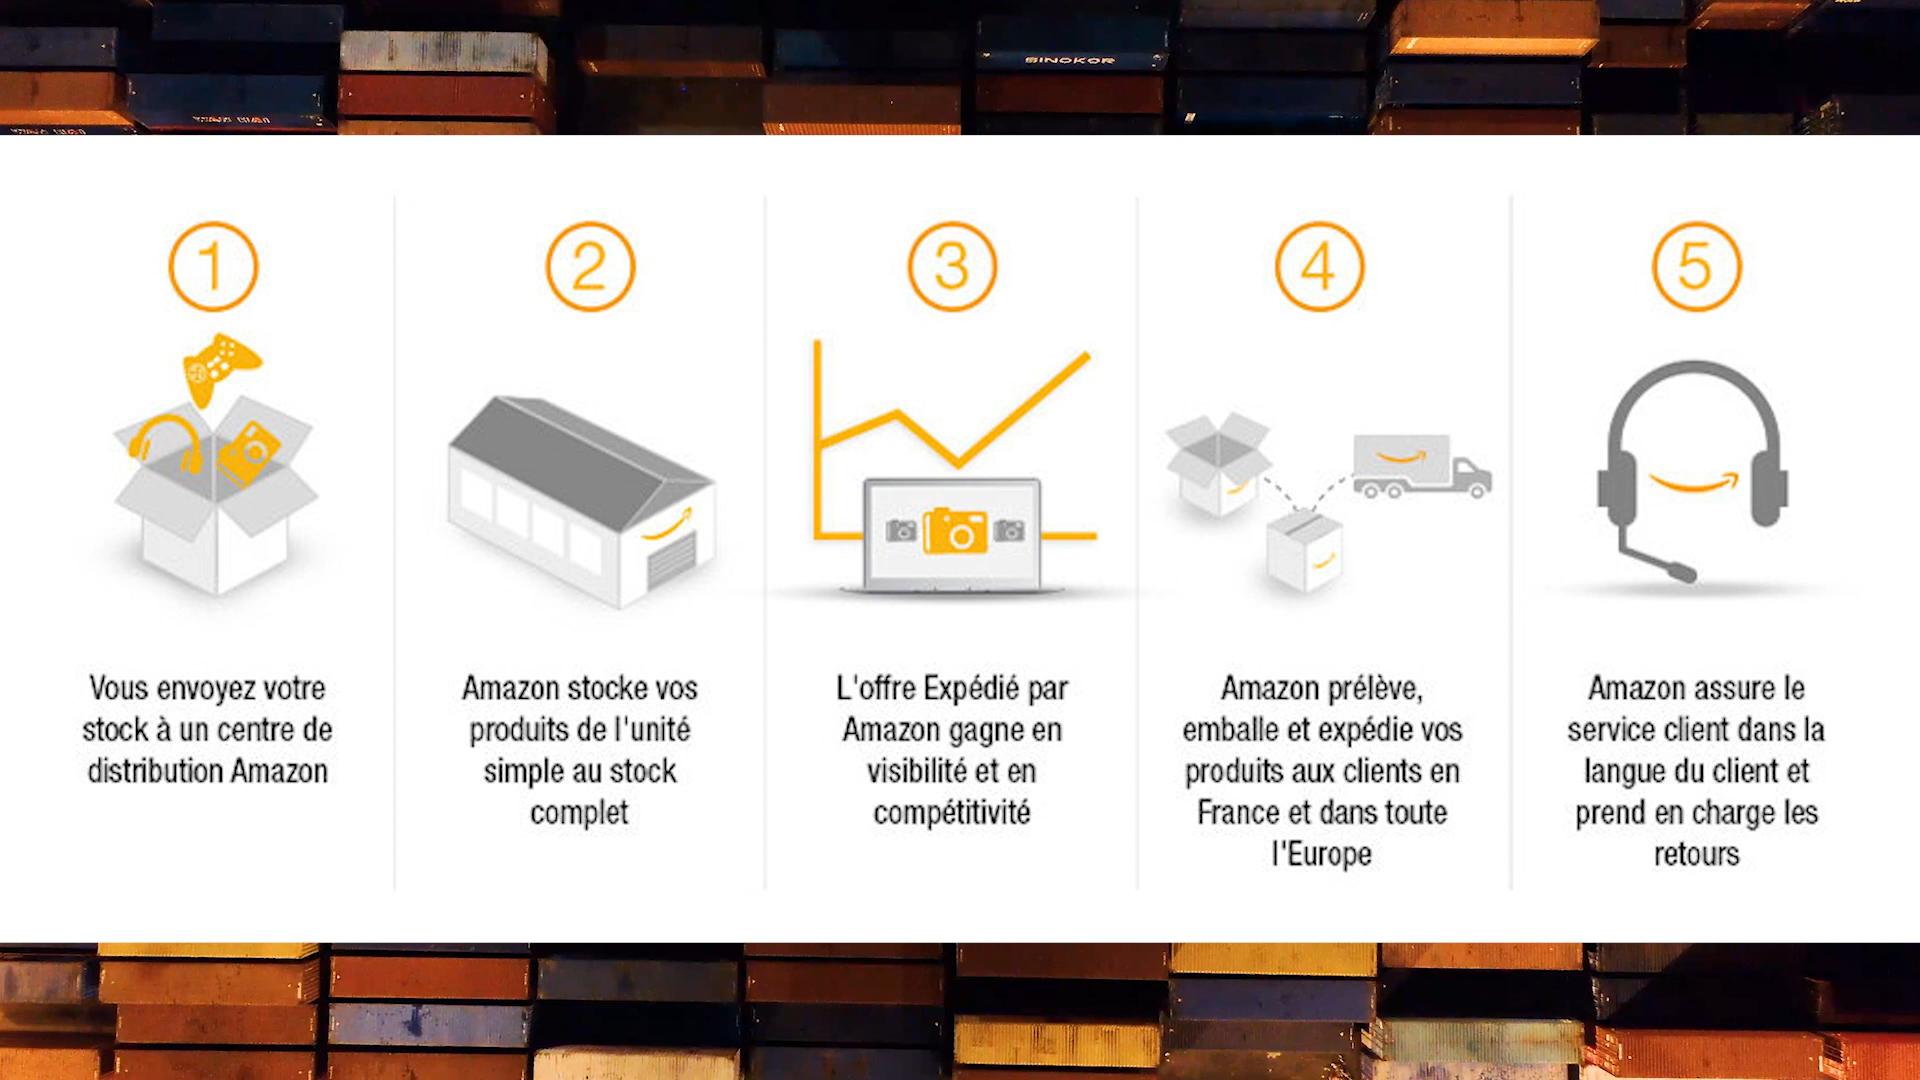 SINOKOR
1
Vous envoyez votre
stock à un centre de
distribution Amazon
2
Amazon stocke vos
produits de l'unité
simple au stock
complet
3
L'offre Expédié par
Amazon gagne en
visibilité et en
compétitivité
4
Amazon prélève,
emballe et expédie vos
produits aux clients en
France et dans toute
l'Europe
5
Amazon assure le
service client dans la
langue du client et
prend en charge les
retours